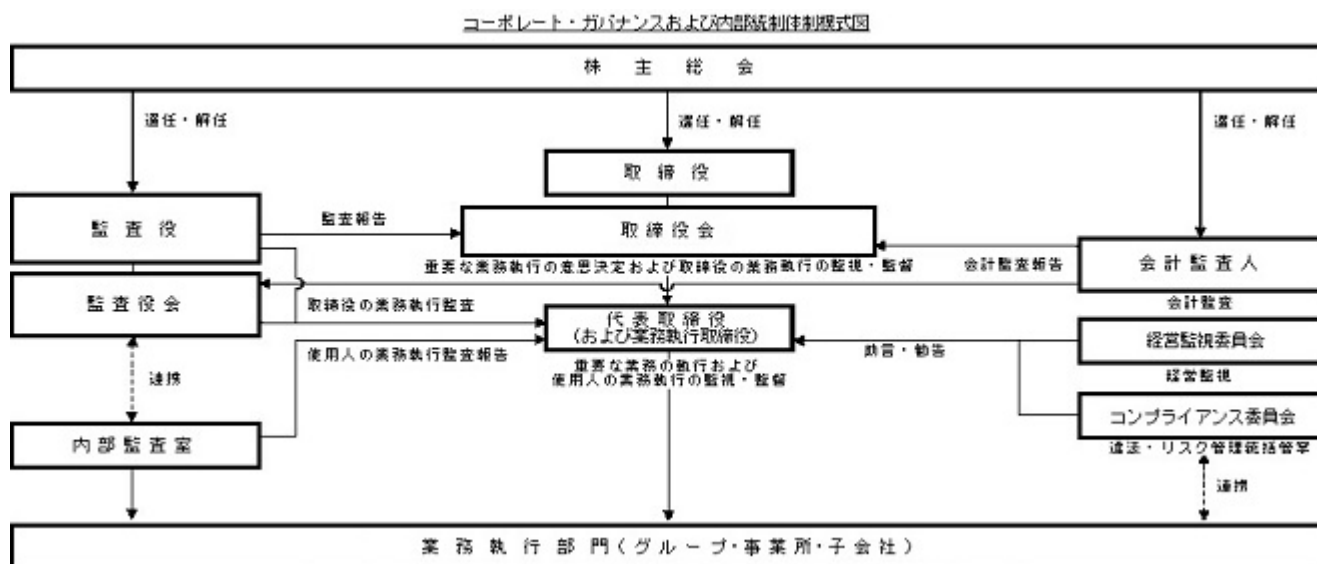 コーポレート・ガバナンスおよび内部統制体制模式図
株主総会
選任・解任
選任・解任
選任・解任
取締役
監査役
監査報告
取締役会
重要な業務執行の意思決定および取締役の業務執行の監視・監督
会計監査報告
会計監査人
会計監査
監査役会
取締役の業務執行監査
代表取締役
(および業務執行取締役)
使用人の業務執行監査報告
助言・勧告
経営監視委員会
経営監視
重要な業務の執行および
使用人の業務執行の監視・監督
連携
コンプライアンス委員会
遵法・リスク管理統括管掌
内部監査室
連携
業務執行部門(グループ・事業所・子会社)